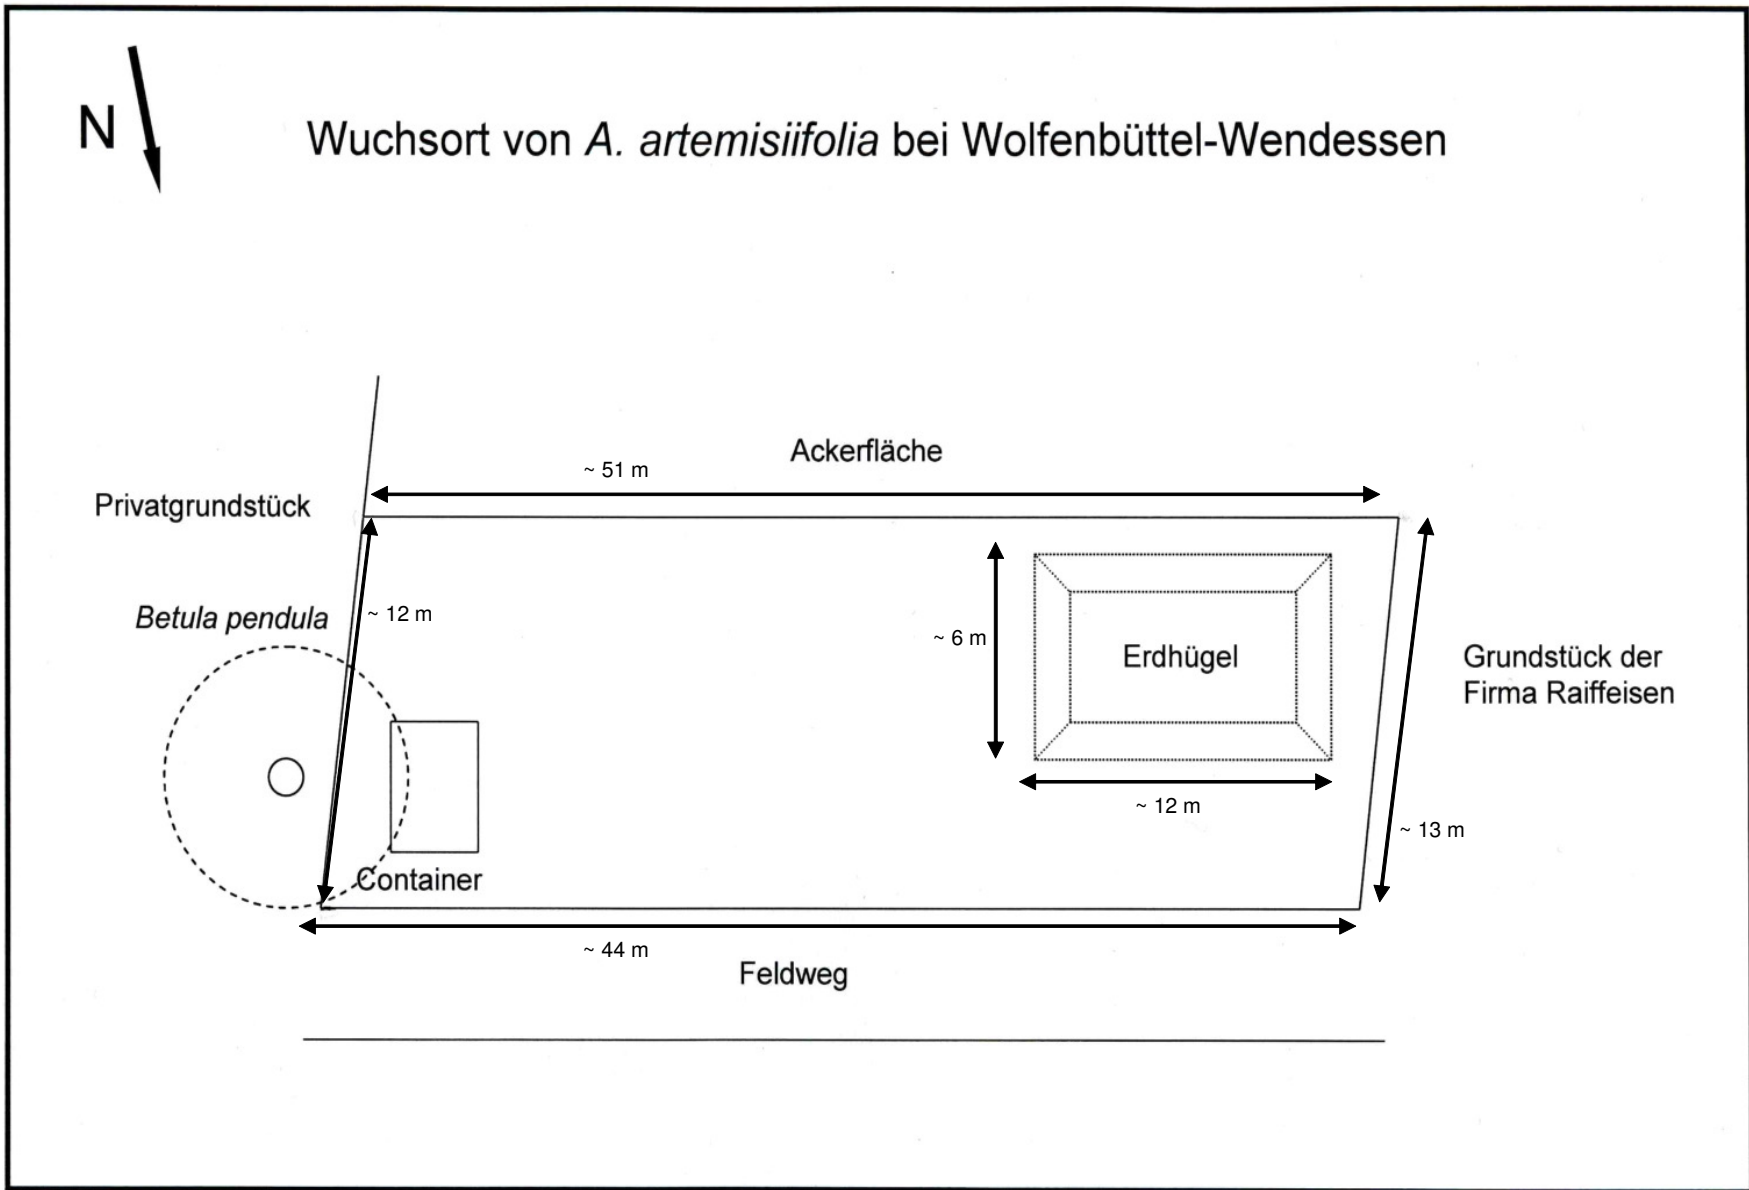 N
Wuchsort von A. artemisiifolia bei Wolfenbüttel-Wendessen
Ackerfläche
~ 51 m
Privatgrundstück
Betula pendula
~ 12 m
~ 6 m
Erdhügel
Grundstück der
Firma Raiffeisen
~ 12 m
~ 13 m
Container
~ 44 m
Feldweg